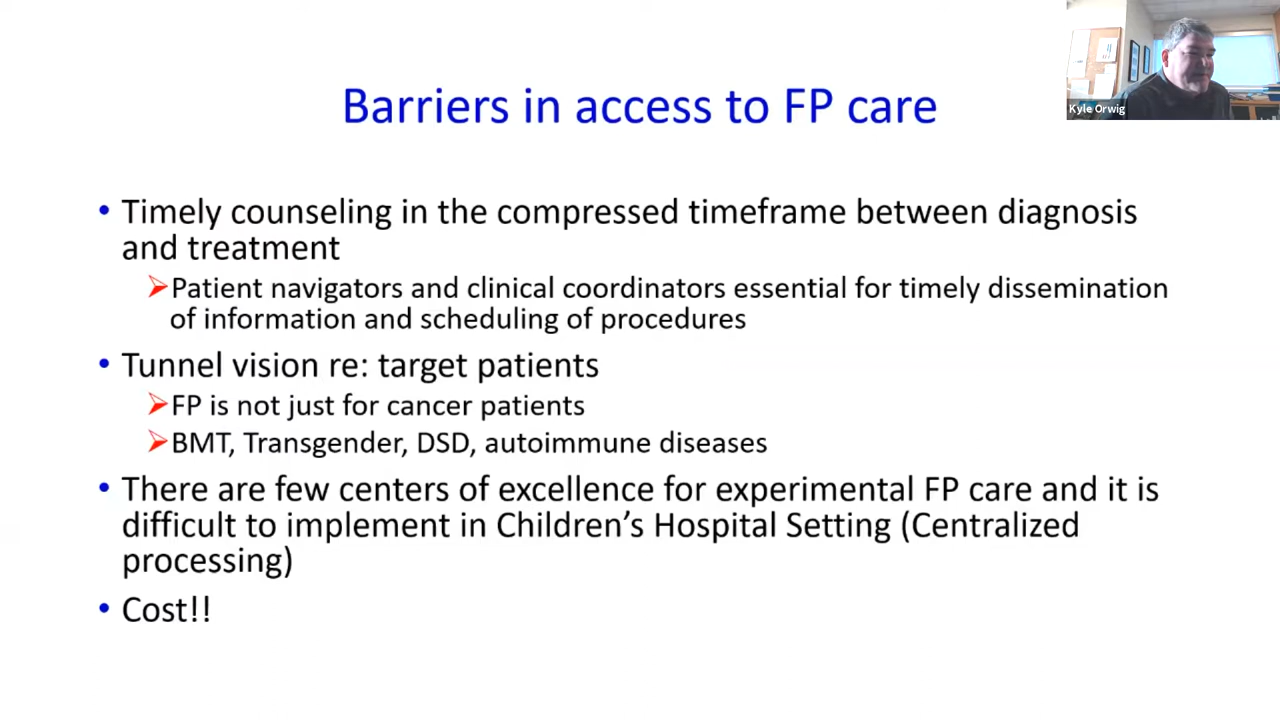 Barriers in access to FP care
Kyle Orwig
• Timely counseling in the compressed timeframe between diagnosis
and treatment
➢Patient navigators and clinical coordinators essential for timely dissemination
of information and scheduling of procedures
• Tunnel vision re: target patients
➢FP is not just for cancer patients
➢BMT, Transgender, DSD, autoimmune diseases
• There are few centers of excellence for experimental FP care and it is
difficult to implement in Children’s Hospital Setting (Centralized
processing)
• Cost!!